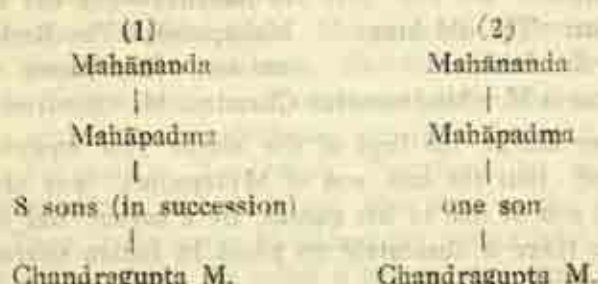 (1) (2)
Mahānanda Mahānanda
| |
Mahāpadma Mahāpadma
| |
8 sons (in succession) one son
| |
Chandragupta M. Chandragupta M.